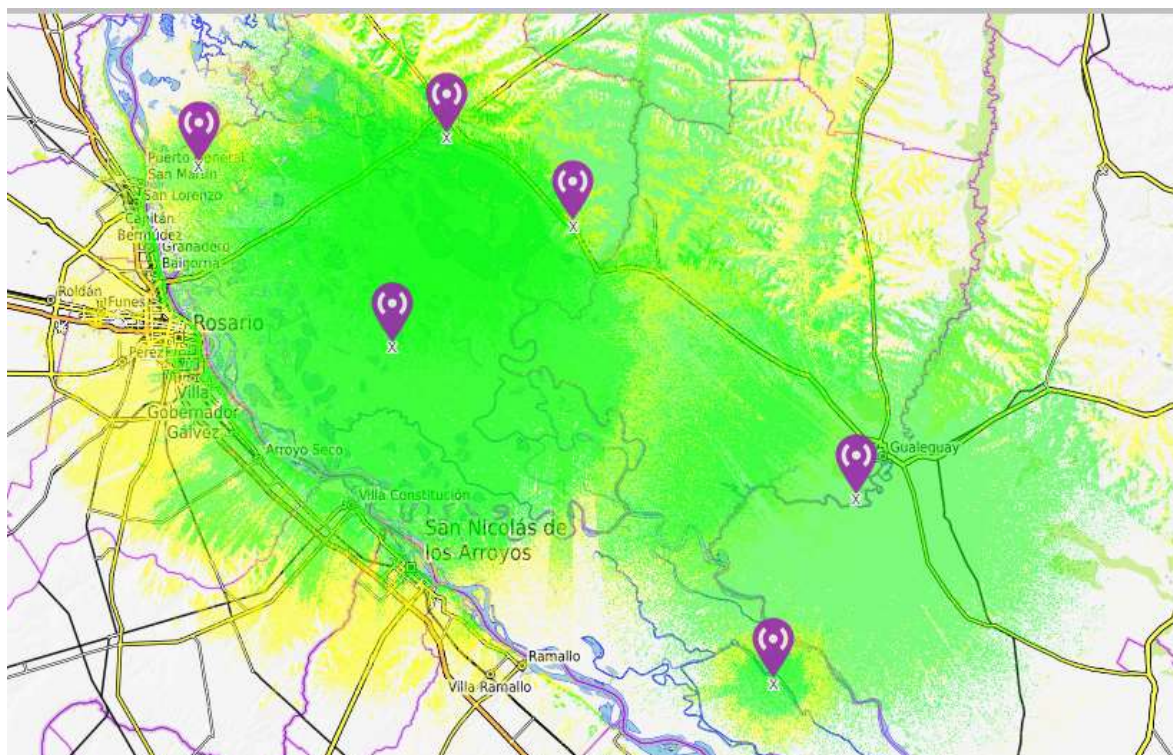 Puerto General
San Martín
San Lorenzo
Capitán
Bermúdez
Granadero
Baigorria
Roldán
Funes
Rosario
Pérez
Villa
Gobernador
Gálvez
Arroyo Seco
Villa Constitución
San Nicolás de
los Arroyos
Gualeguay
Ramallo
Villa Ramallo
X
X
X
X
X
X